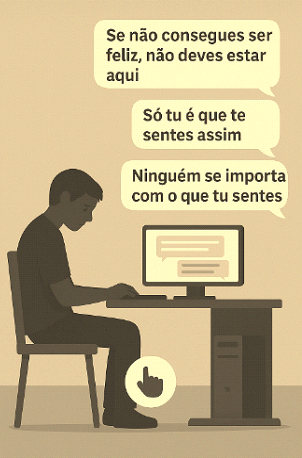 Se não consegues ser
feliz, não deves estar
aqui
Só tu é que te
sentes assim
Ninguém se importa
com o que tu sentes